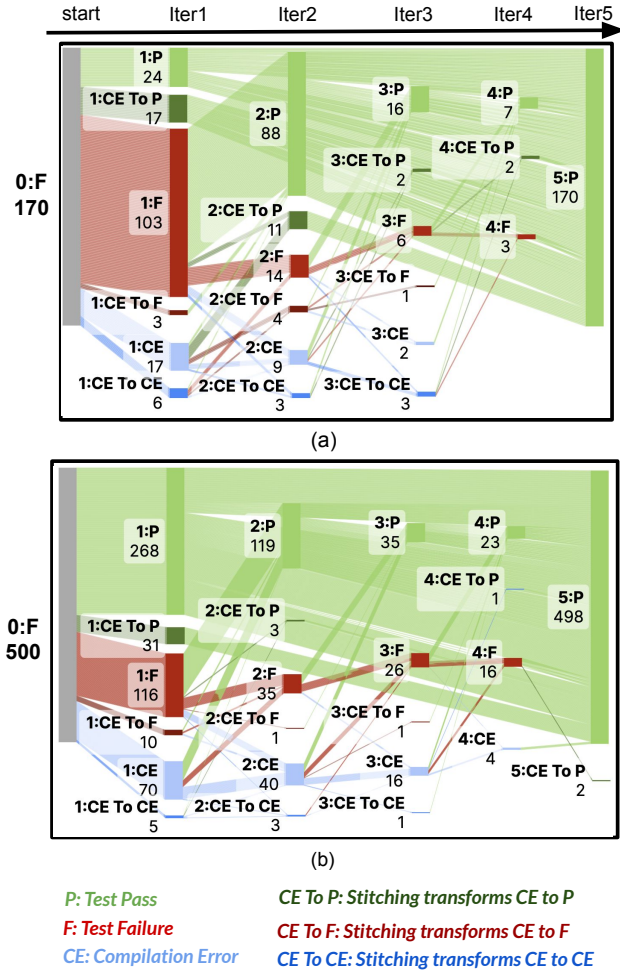 start Iter1 Iter2 Iter3 Iter4 Iter5
0:F
170
1:P
24
1:CE To P
17
1:F
103
1:CE To F
3
1:CE
17
1:CE To CE
6
2:P
88
2:CE To P
11
2:F
14
2:CE To F
4
2:CE
9
2:CE To CE
3
3:P
16
3:CE To P
2
3:F
6
3:CE To F
1
3:CE
2
3:CE To CE
3
4:P
7
4:CE To P
2
4:F
3
5:P
170
(a)
0:F
500
1:P
268
1:CE To P
31
1:F
116
1:CE To F
10
1:CE
70
1:CE To CE
5
2:P
119
2:CE To P
3
2:F
35
2:CE To F
1
2:CE
40
2:CE To CE
3
3:P
35
3:F
26
3:CE To F
1
3:CE
16
3:CE To CE
1
4:P
23
4:CE To P
1
4:F
16
4:CE
4
5:P
498
5:CE To P
2
(b)
P: Test Pass
F: Test Failure
CE: Compilation Error
CE To P: Stitching transforms CE to P
CE To F: Stitching transforms CE to F
CE To CE: Stitching transforms CE to CE